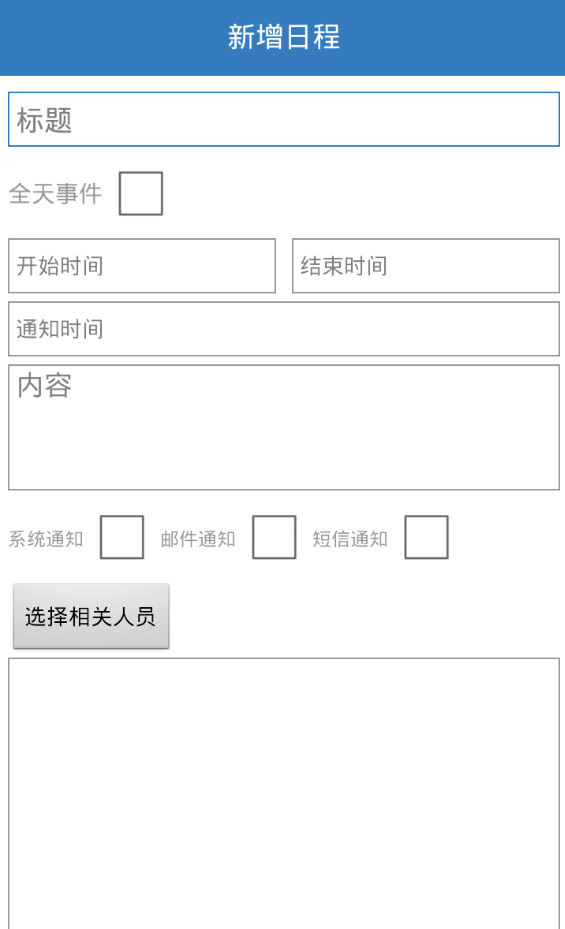 新增日程
标题
全天事件
开始时间 结束时间
通知时间
内容
系统通知 邮件通知 短信通知
选择相关人员